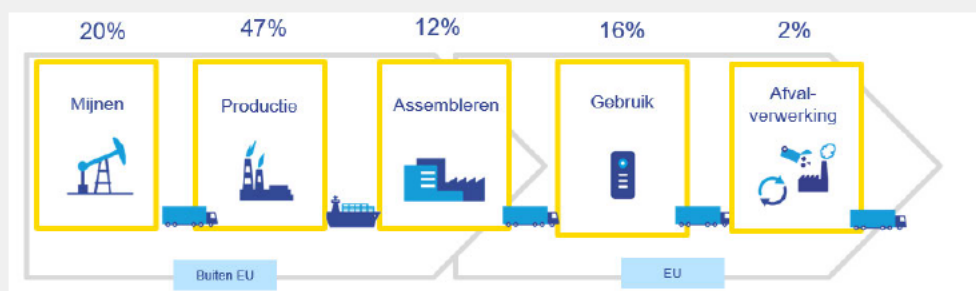 20% 47% 12% 16% 2%
Mijnen
Productie
Assembleren
Gebruik
Afval-
verwerking
Buiten EU
EU